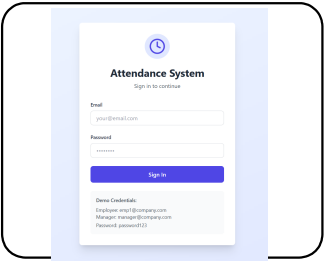 Attendance System
Sign in to continue
Email
your@email.com
Password
••••••••
Sign In
Demo Credentials:
Employee: emp1@company.com
Manager: manager@company.com
Password: password123